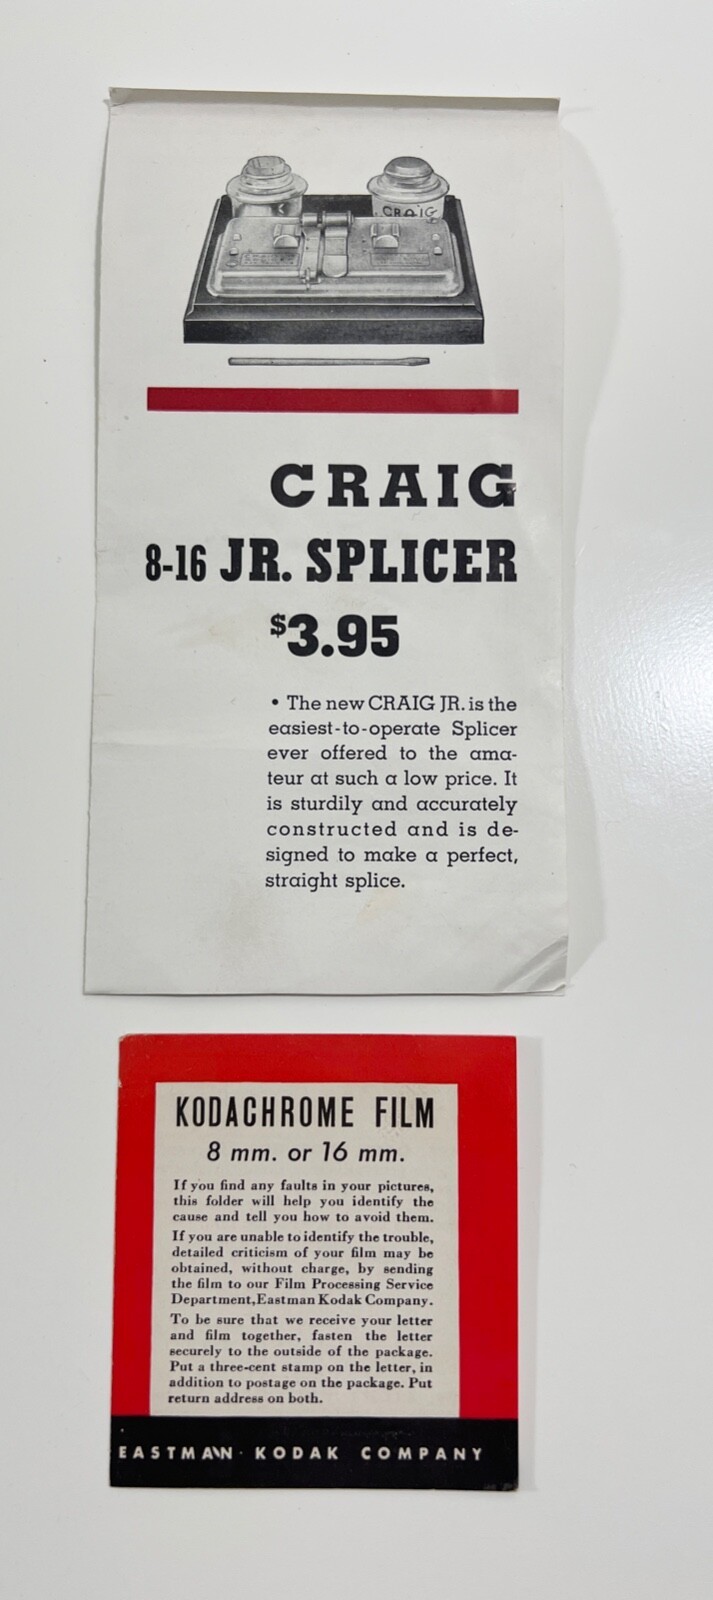 CRAIG
CRAIG
8-16 JR. SPLICER
$3.95
• The new CRAIG JR. is the
easiest-to-operate Splicer
ever offered to the ama-
teur at such a low price. It
is sturdily and accurately
constructed and is de-
signed to make a perfect,
straight splice.
KODACHROME FILM
8 mm. or 16 mm.
If you find any faults in your pictures,
this folder will help you identify the
cause and tell you how to avoid them.
If you are unable to identify the trouble,
detailed criticism of your film may be
obtained, without charge, by sending
the film to our Film Processing Service
Department, Eastman Kodak Company.
To be sure that we receive your letter
and film together, fasten the letter
securely to the outside of the package.
Put a three-cent stamp on the letter, in
addition to postage on the package. Put
return address on both.
EASTMAN · KODAK COMPANY